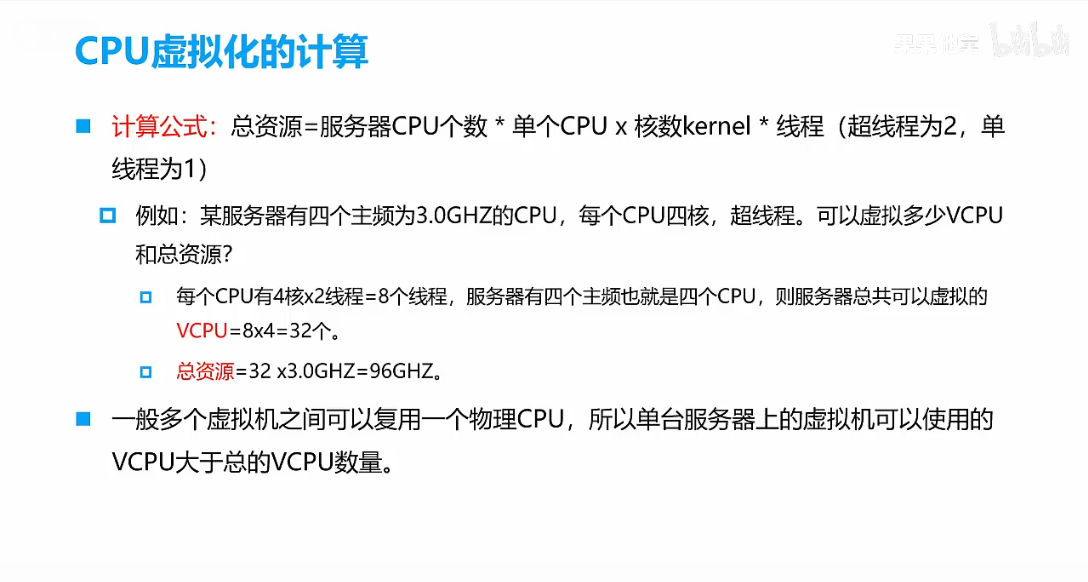 CPU虚拟化的计算
计算公式：总资源=服务器CPU个数 * 单个CPU x 核数kernel * 线程（超线程为2，单
线程为1）
例如：某服务器有四个主频为3.0GHZ的CPU，每个CPU四核，超线程。可以虚拟多少VCPU
和总资源？
每个CPU有4核x2线程=8个线程，服务器有四个主频也就是四个CPU，则服务器总共可以虚拟的
VCPU=8x4=32个。
总资源=32 x3.0GHZ=96GHZ。
一般多个虚拟机之间可以复用一个物理CPU，所以单台服务器上的虚拟机可以使用的
VCPU大于总的VCPU数量。
bilibili